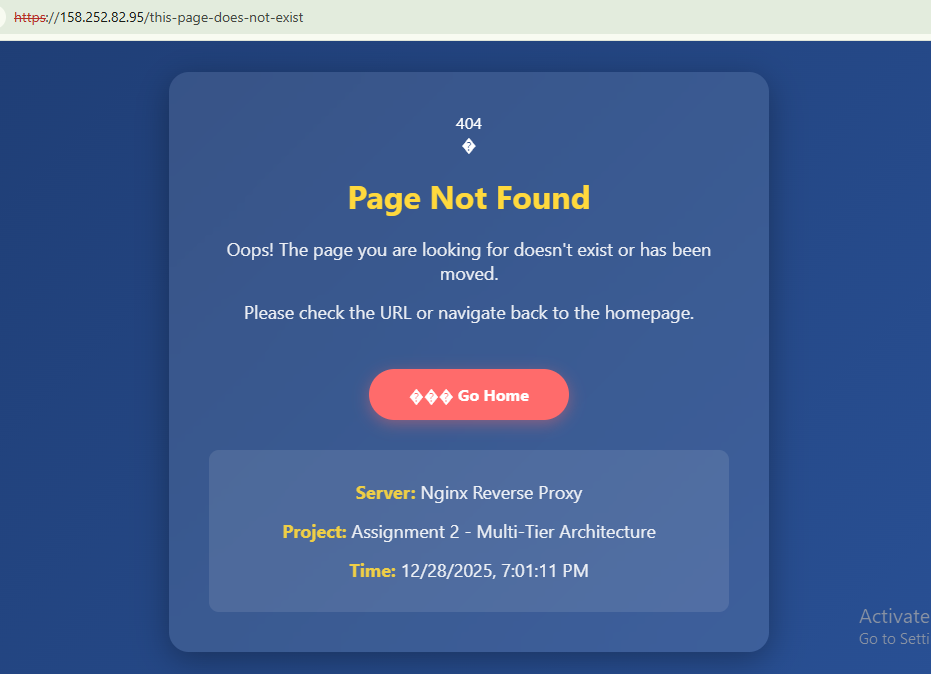 https://158.252.82.95/this-page-does-not-exist
404
�
Page Not Found
Oops! The page you are looking for doesn't exist or has been
moved.
Please check the URL or navigate back to the homepage.
��� Go Home
Server: Nginx Reverse Proxy
Project: Assignment 2 - Multi-Tier Architecture
Time: 12/28/2025, 7:01:11 PM
Activate
Go to Setti